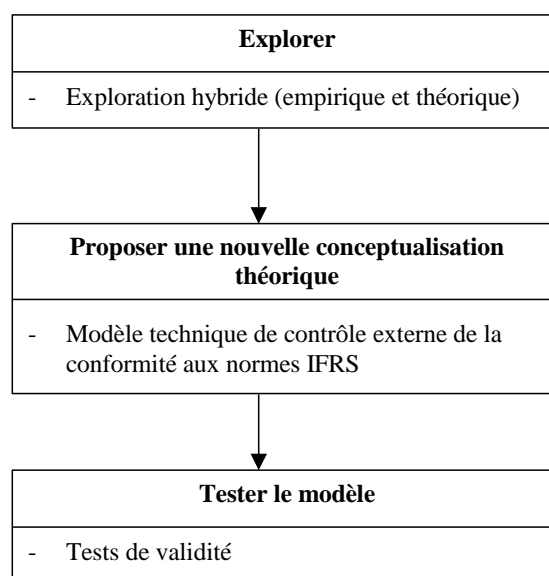 Explorer
- Exploration hybride (empirique et théorique)
Proposer une nouvelle conceptualisation
théorique
- Modèle technique de contrôle externe de la
conformité aux normes IFRS
Tester le modèle
- Tests de validité